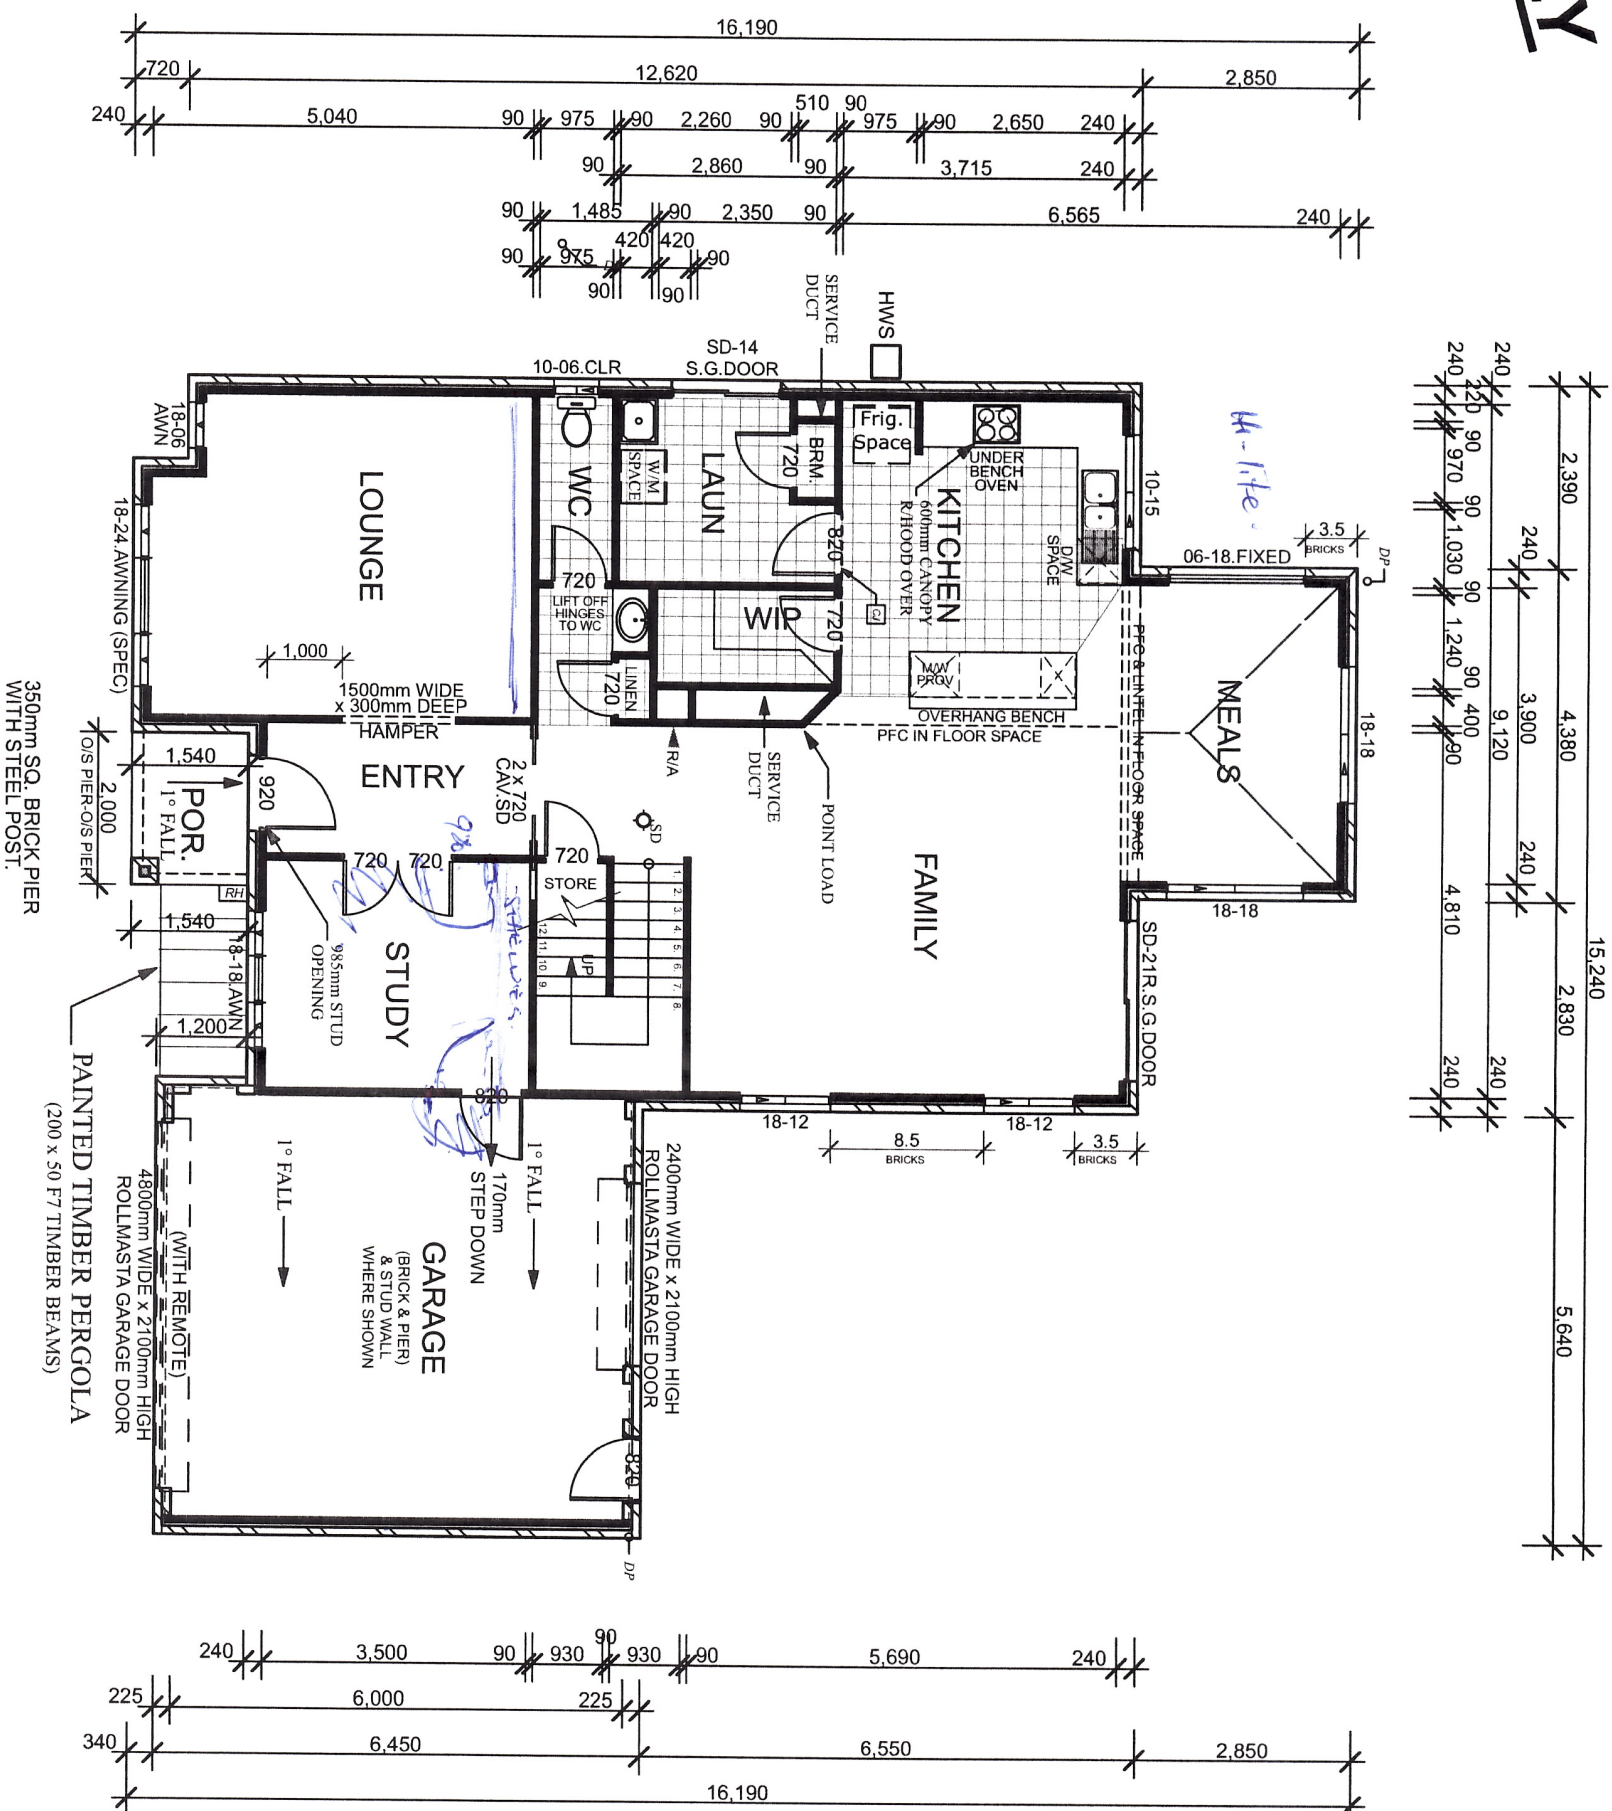 16,190
720 12,620 2,850
510 90
240 5,040 90 975 90 2,260 90 975 90 2,650 240
90 2,860 90 3,715 240
90 1,485 90 2,350 90 6,565 240
420 420
90 975 90
90 90
SERVICE
DUCT
HWS
SD-14
S.G.DOOR
10-06.CLR
18-06
AWN
18-24.AWNING (SPEC)
LOUNGE
1,000
1500mm WIDE
x 300mm DEEP
HAMPER
WC
720
LIFT OFF
HINGES
TO WC
W/M
SPACE
LAUN
BRM.
720
820
LINEN
720
WIP
720
CJ
Frig.
Space
KITCHEN
600mm CANOPY
R/HOOD OVER
UNDER
BENCH
OVEN
D/W
SPACE
M/W
PROV
OVERHANG BENCH
PFC IN FLOOR SPACE
PFC & LINTEL IN FLOOR SPACE
10-15
06-18.FIXED
3.5
BRICKS
DP
MEALS
18-18
18-18
SD-21R.S.G.DOOR
FAMILY
POINT LOAD
SERVICE
DUCT
R/A
SD
ENTRY
2 x 720
CAV.SD
920
720 720
720
STORE
UP
1. 2. 3. 4. 5. 6. 7. 8.
12. 11. 10. 9.
STUDY
985mm STUD
OPENING
820
POR.
1° FALL
1,540
2,000
O/S PIER-O/S PIER
350mm SQ. BRICK PIER
WITH STEEL POST.
RH
1,540
18-18.AWN
1,200
PAINTED TIMBER PERGOLA
(200 x 50 F7 TIMBER BEAMS)
18-12 18-12
8.5
BRICKS
3.5
BRICKS
1° FALL
1° FALL
170mm
STEP DOWN
GARAGE
(BRICK & PIER)
& STUD WALL
WHERE SHOWN
2400mm WIDE x 2100mm HIGH
ROLLMASTA GARAGE DOOR
(WITH REMOTE)
4800mm WIDE x 2100mm HIGH
ROLLMASTA GARAGE DOOR
820
DP
15,240
2,390 4,380 2,830 5,640
240 3,900 240
240 9,120 240
240 90 970 90 1,030 90 1,240 90 400 90 4,810 240
240 3,500 90 930 90 930 90 5,690 240
225 6,000 225
340 6,450 6,550 2,850
16,190